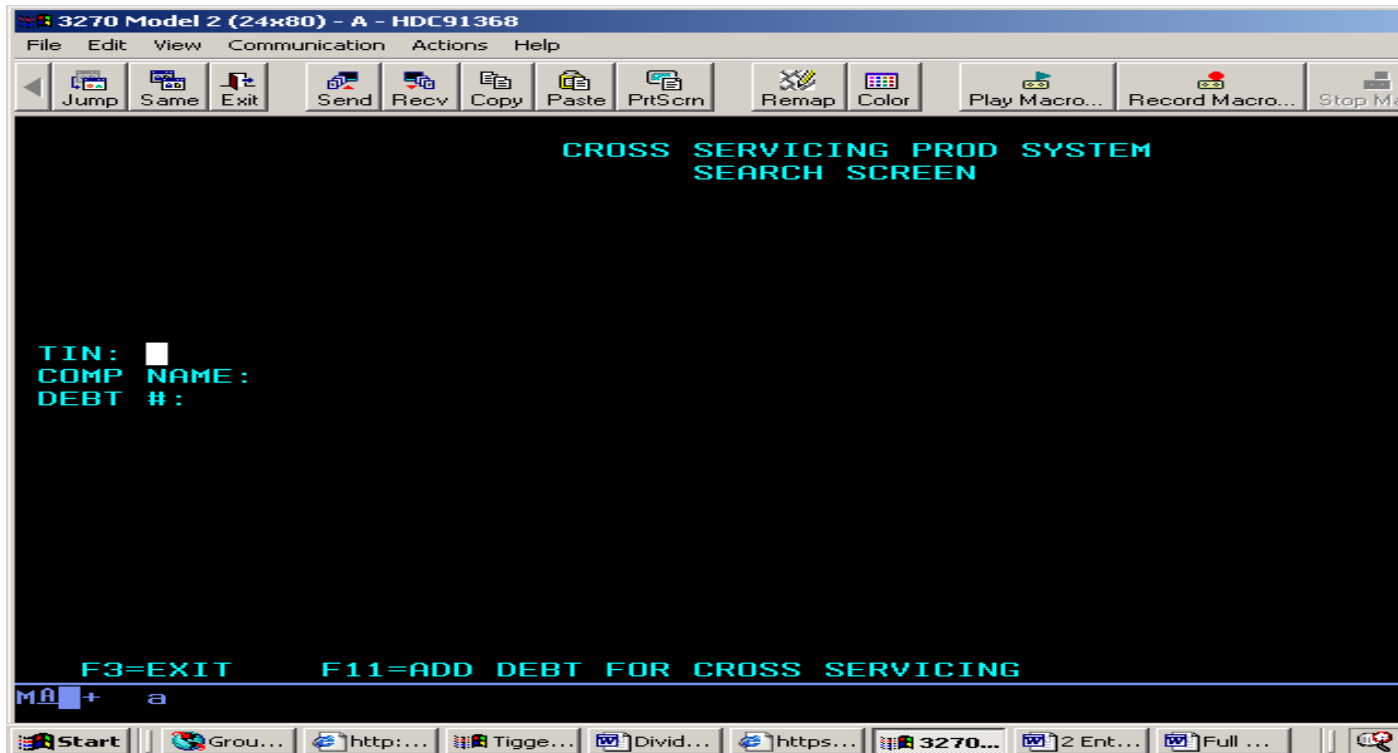 3270 Model 2 (24x80) - A - HDC91368
File Edit View Communication Actions Help
Jump Same Exit Send Recv Copy Paste PrtScrn Remap Color Play Macro... Record Macro... Stop Ma
CROSS SERVICING PROD SYSTEM
SEARCH SCREEN
TIN:
COMP NAME:
DEBT #:
F3=EXIT F11=ADD DEBT FOR CROSS SERVICING
MA + a
Start Grou... http:... Tigge... Divid... https... 3270... 2 Ent... Full ...